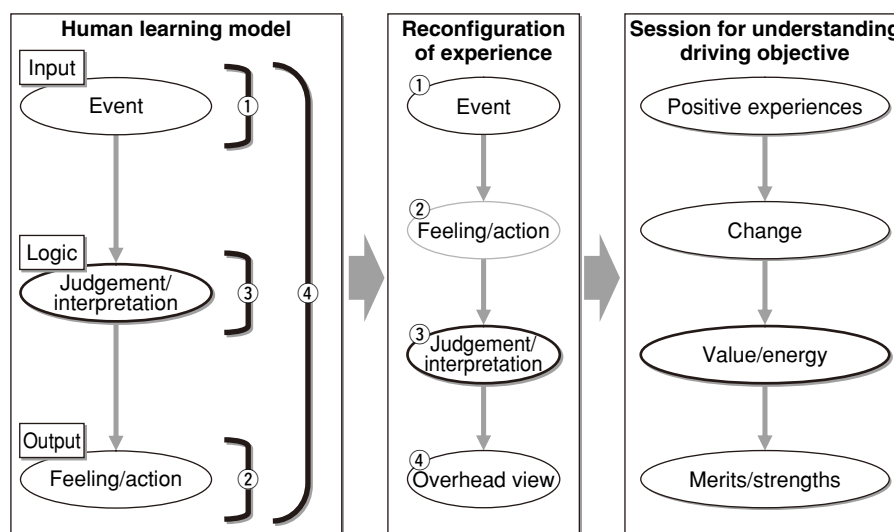 Human learning model
Input
Event
①
Logic
Judgement/
interpretation
③
④
Output
Feeling/action
②
Reconfiguration
of experience
①
Event
②
Feeling/action
③
Judgement/
interpretation
④
Overhead view
Session for understanding
driving objective
Positive experiences
Change
Value/energy
Merits/strengths